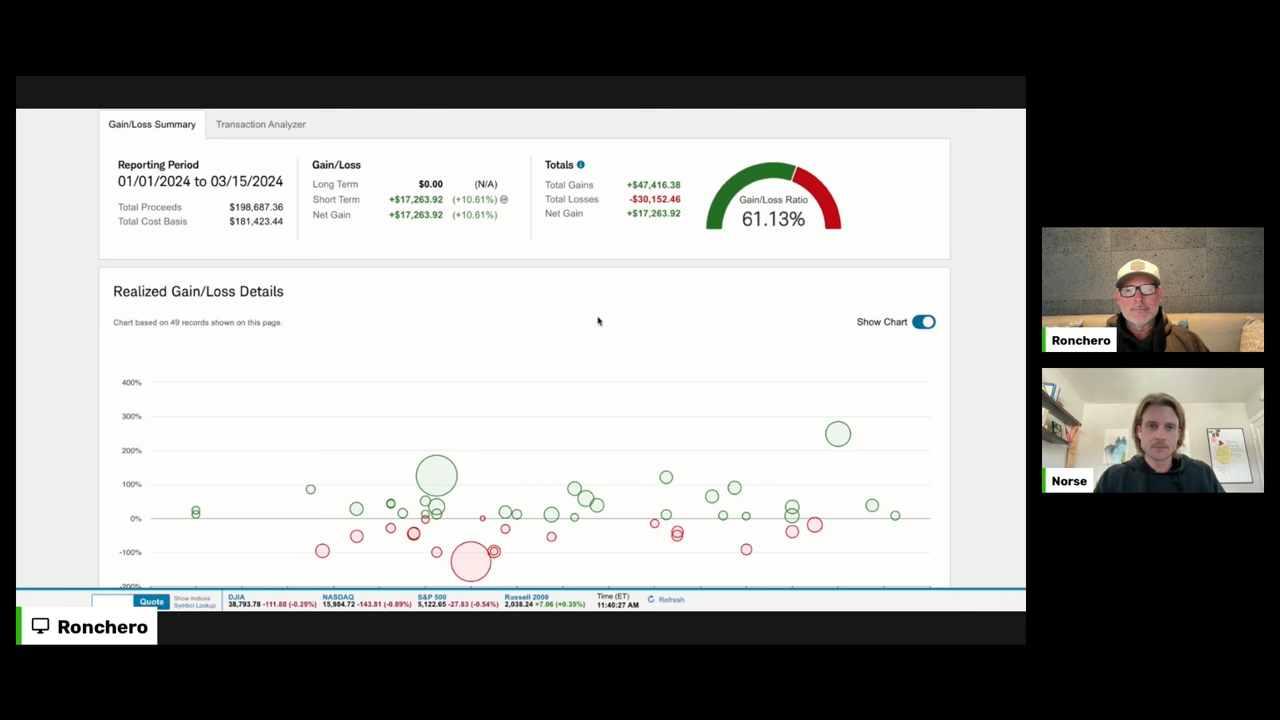 Gain/Loss Summary
Transaction Analyzer
Reporting Period
01/01/2024 to 03/15/2024
Total Proceeds $198,687.36
Total Cost Basis $181,423.44
Gain/Loss
Long Term $0.00 (N/A)
Short Term +$17,263.92 (+10.61%)
Net Gain +$17,263.92 (+10.61%)
Totals
Total Gains +$47,416.38
Total Losses -$30,152.46
Net Gain +$17,263.92
Gain/Loss Ratio
61.13%
Realized Gain/Loss Details
Chart based on 49 records shown on this page.
Show Chart
400%
300%
200%
100%
0%
-100%
-200%
Quote
Show Indices
Symbol Lookup
DJIA
38,793.78 -111.88 (-0.29%)
NASDAQ
15,984.72 -143.81 (-0.89%)
S&P 500
5,122.65 -27.83 (-0.54%)
Russell 2000
2,038.24 +7.06 (+0.35%)
Time (ET)
11:40:27 AM
Refresh
Ronchero
Ronchero
Norse